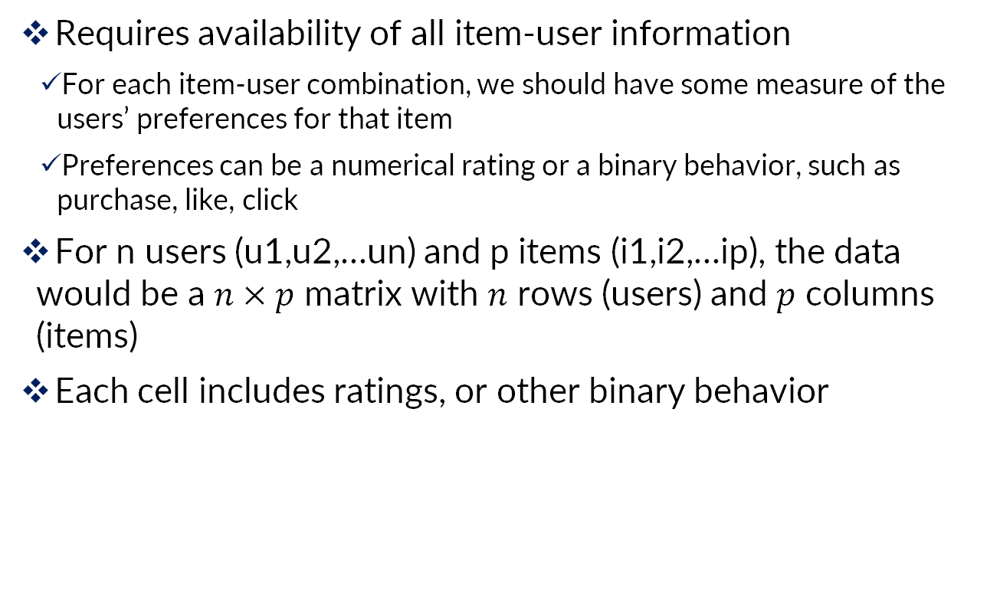 ❖ Requires availability of all item-user information
✓For each item-user combination, we should have some measure of the
users’ preferences for that item
✓Preferences can be a numerical rating or a binary behavior, such as
purchase, like, click
❖ For n users (u1,u2,…un) and p items (i1,i2,…ip), the data
would be a n × p matrix with n rows (users) and p columns
(items)
❖ Each cell includes ratings, or other binary behavior